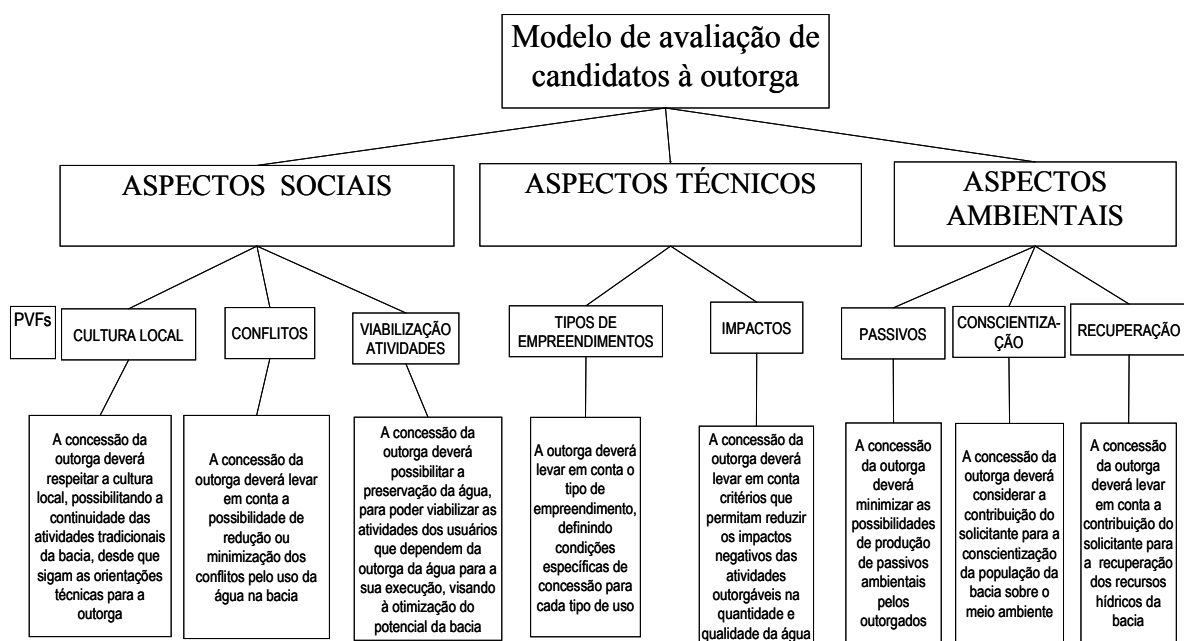 Modelo de avaliação de
candidatos à outorga
ASPECTOS SOCIAIS
ASPECTOS TÉCNICOS
ASPECTOS
AMBIENTAIS
PVFs
CULTURA LOCAL
CONFLITOS
VIABILIZAÇÃO
ATIVIDADES
TIPOS DE
EMPREENDIMENTOS
IMPACTOS
PASSIVOS
CONSCIENTIZA-
ÇÃO
RECUPERAÇÃO
A concessão da
outorga deverá
respeitar a cultura
local, possibilitando a
continuidade das
atividades tradicionais
da bacia, desde que
sigam as orientações
técnicas para a
outorga
A concessão da
outorga deverá levar
em conta a
possibilidade de
redução ou
minimização dos
conflitos pelo uso da
água na bacia
A concessão da
outorga deverá
possibilitar a
preservação da água,
para poder viabilizar as
atividades dos usuários
que dependem da
outorga da água para a
sua execução, visando
à otimização do
potencial da bacia
A outorga deverá
levar em conta o
tipo de
empreendimento,
definindo
condições
específicas de
concessão para
cada tipo de uso
A concessão da
outorga deverá
levar em conta
critérios que
permitam reduzir
os impactos
negativos das
atividades
outorgáveis na
quantidade e
qualidade da água
A concessão
da outorga
deverá
minimizar as
possibilidades
de produção
de passivos
ambientais
pelos
outorgados
A concessão da
outorga deverá
considerar a
contribuição do
solicitante para a
conscientização
da população da
bacia sobre o
meio ambiente
A concessão
da outorga
deverá levar
em conta a
contribuição do
solicitante para
a recuperação
dos recursos
hídricos da
bacia